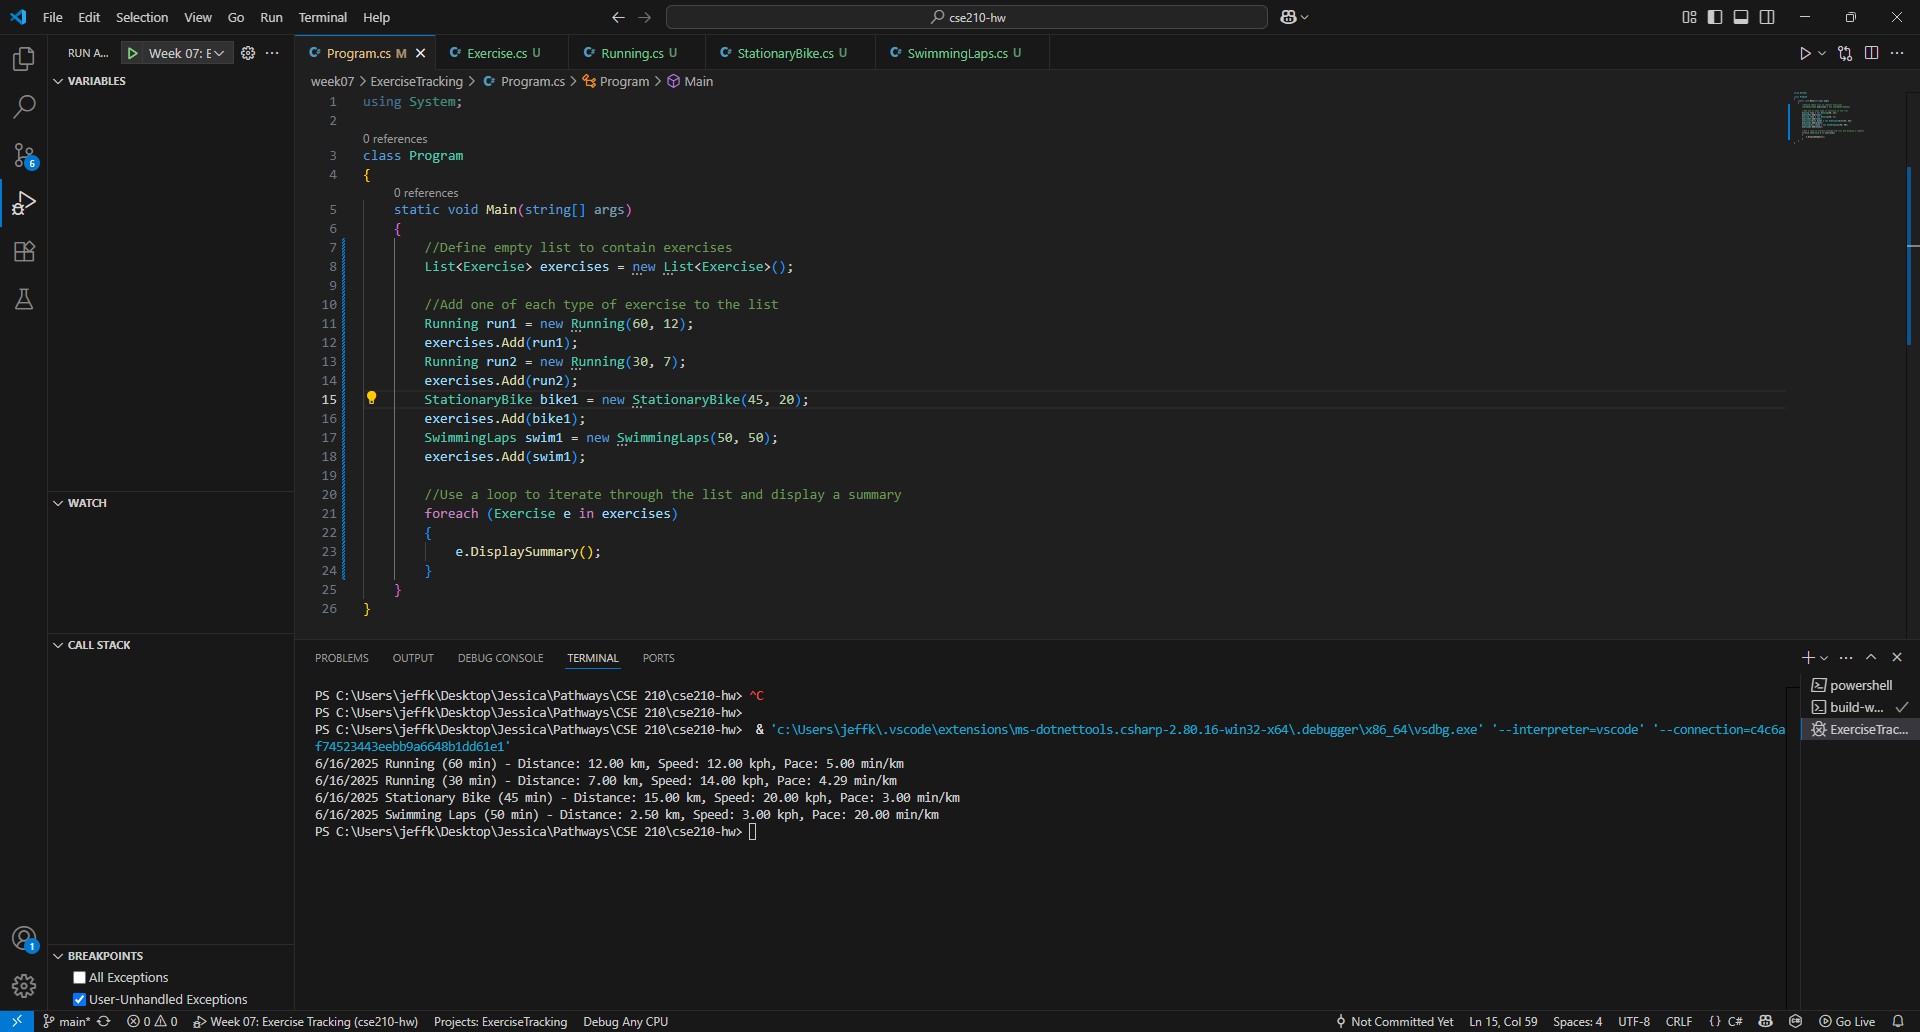 File Edit Selection View Go Run Terminal Help
cse210-hw
RUN A... Week 07: E
Program.cs M
Exercise.cs U
Running.cs U
StationaryBike.cs U
SwimmingLaps.cs U
VARIABLES
WATCH
CALL STACK
BREAKPOINTS
All Exceptions
User-Unhandled Exceptions
6
1
week07 > ExerciseTracking > Program.cs > Program > Main
1 using System;
2
0 references
3 class Program
4 {
0 references
5 static void Main(string[] args)
6 {
7 //Define empty list to contain exercises
8 List<Exercise> exercises = new List<Exercise>();
9
10 //Add one of each type of exercise to the list
11 Running run1 = new Running(60, 12);
12 exercises.Add(run1);
13 Running run2 = new Running(30, 7);
14 exercises.Add(run2);
15 StationaryBike bike1 = new StationaryBike(45, 20);
16 exercises.Add(bike1);
17 SwimmingLaps swim1 = new SwimmingLaps(50, 50);
18 exercises.Add(swim1);
19
20 //Use a loop to iterate through the list and display a summary
21 foreach (Exercise e in exercises)
22 {
23 e.DisplaySummary();
24 }
25 }
26 }
PROBLEMS OUTPUT DEBUG CONSOLE TERMINAL PORTS
PS C:\Users\jeffk\Desktop\Jessica\Pathways\CSE 210\cse210-hw> ^C
PS C:\Users\jeffk\Desktop\Jessica\Pathways\CSE 210\cse210-hw>
PS C:\Users\jeffk\Desktop\Jessica\Pathways\CSE 210\cse210-hw> & 'c:\Users\jeffk\.vscode\extensions\ms-dotnettools.csharp-2.80.16-win32-x64\.debugger\x86_64\vsdbg.exe' '--interpreter=vscode' '--connection=c4c6a
f74523443eebb9a6648b1dd61e1'
6/16/2025 Running (60 min) - Distance: 12.00 km, Speed: 12.00 kph, Pace: 5.00 min/km
6/16/2025 Running (30 min) - Distance: 7.00 km, Speed: 14.00 kph, Pace: 4.29 min/km
6/16/2025 Stationary Bike (45 min) - Distance: 15.00 km, Speed: 20.00 kph, Pace: 3.00 min/km
6/16/2025 Swimming Laps (50 min) - Distance: 2.50 km, Speed: 3.00 kph, Pace: 20.00 min/km
PS C:\Users\jeffk\Desktop\Jessica\Pathways\CSE 210\cse210-hw>
powershell
build-w...
ExerciseTrac...
main* 0 0 Week 07: Exercise Tracking (cse210-hw) Projects: ExerciseTracking Debug Any CPU Not Committed Yet Ln 15, Col 59 Spaces: 4 UTF-8 CRLF {} C# Go Live